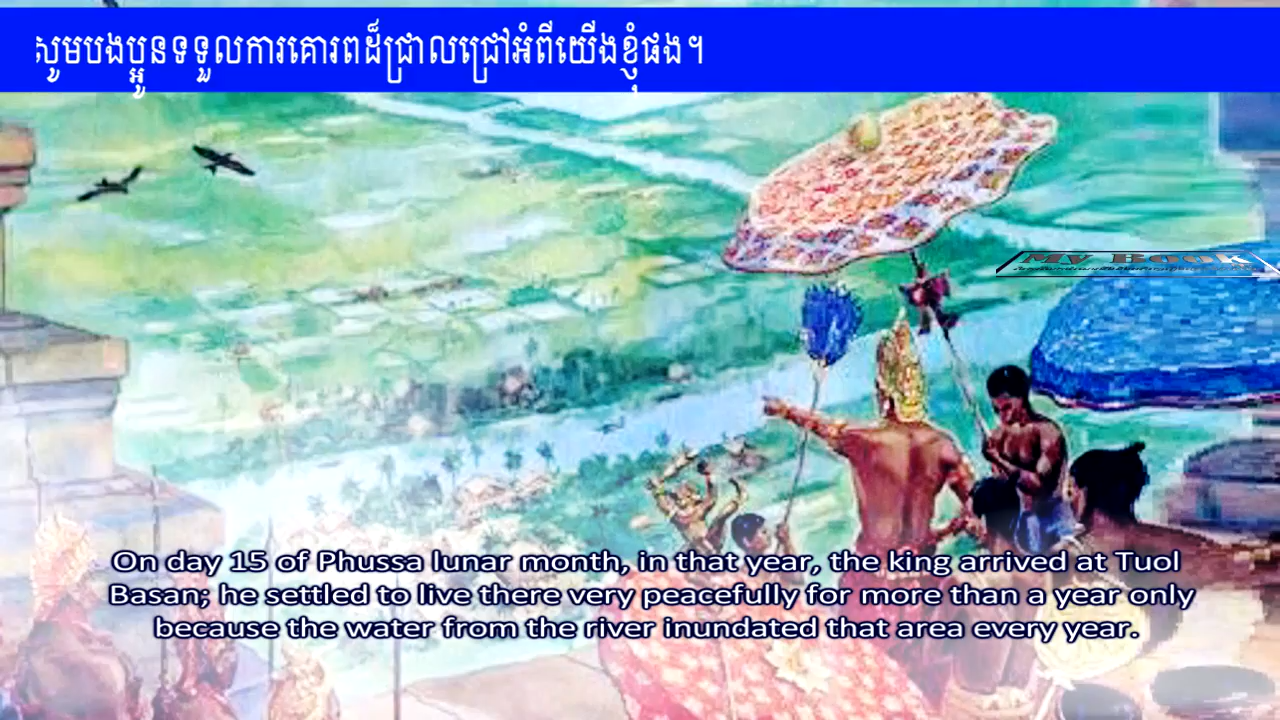 សូមបងប្អូនទទួលការគោរពដ៏ជ្រាលជ្រៅអំពីយើងខ្ញុំផង។
My Book
On day 15 of Phussa lunar month, in that year, the king arrived at Tuol
Basan; he settled to live there very peacefully for more than a year only
because the water from the river inundated that area every year.